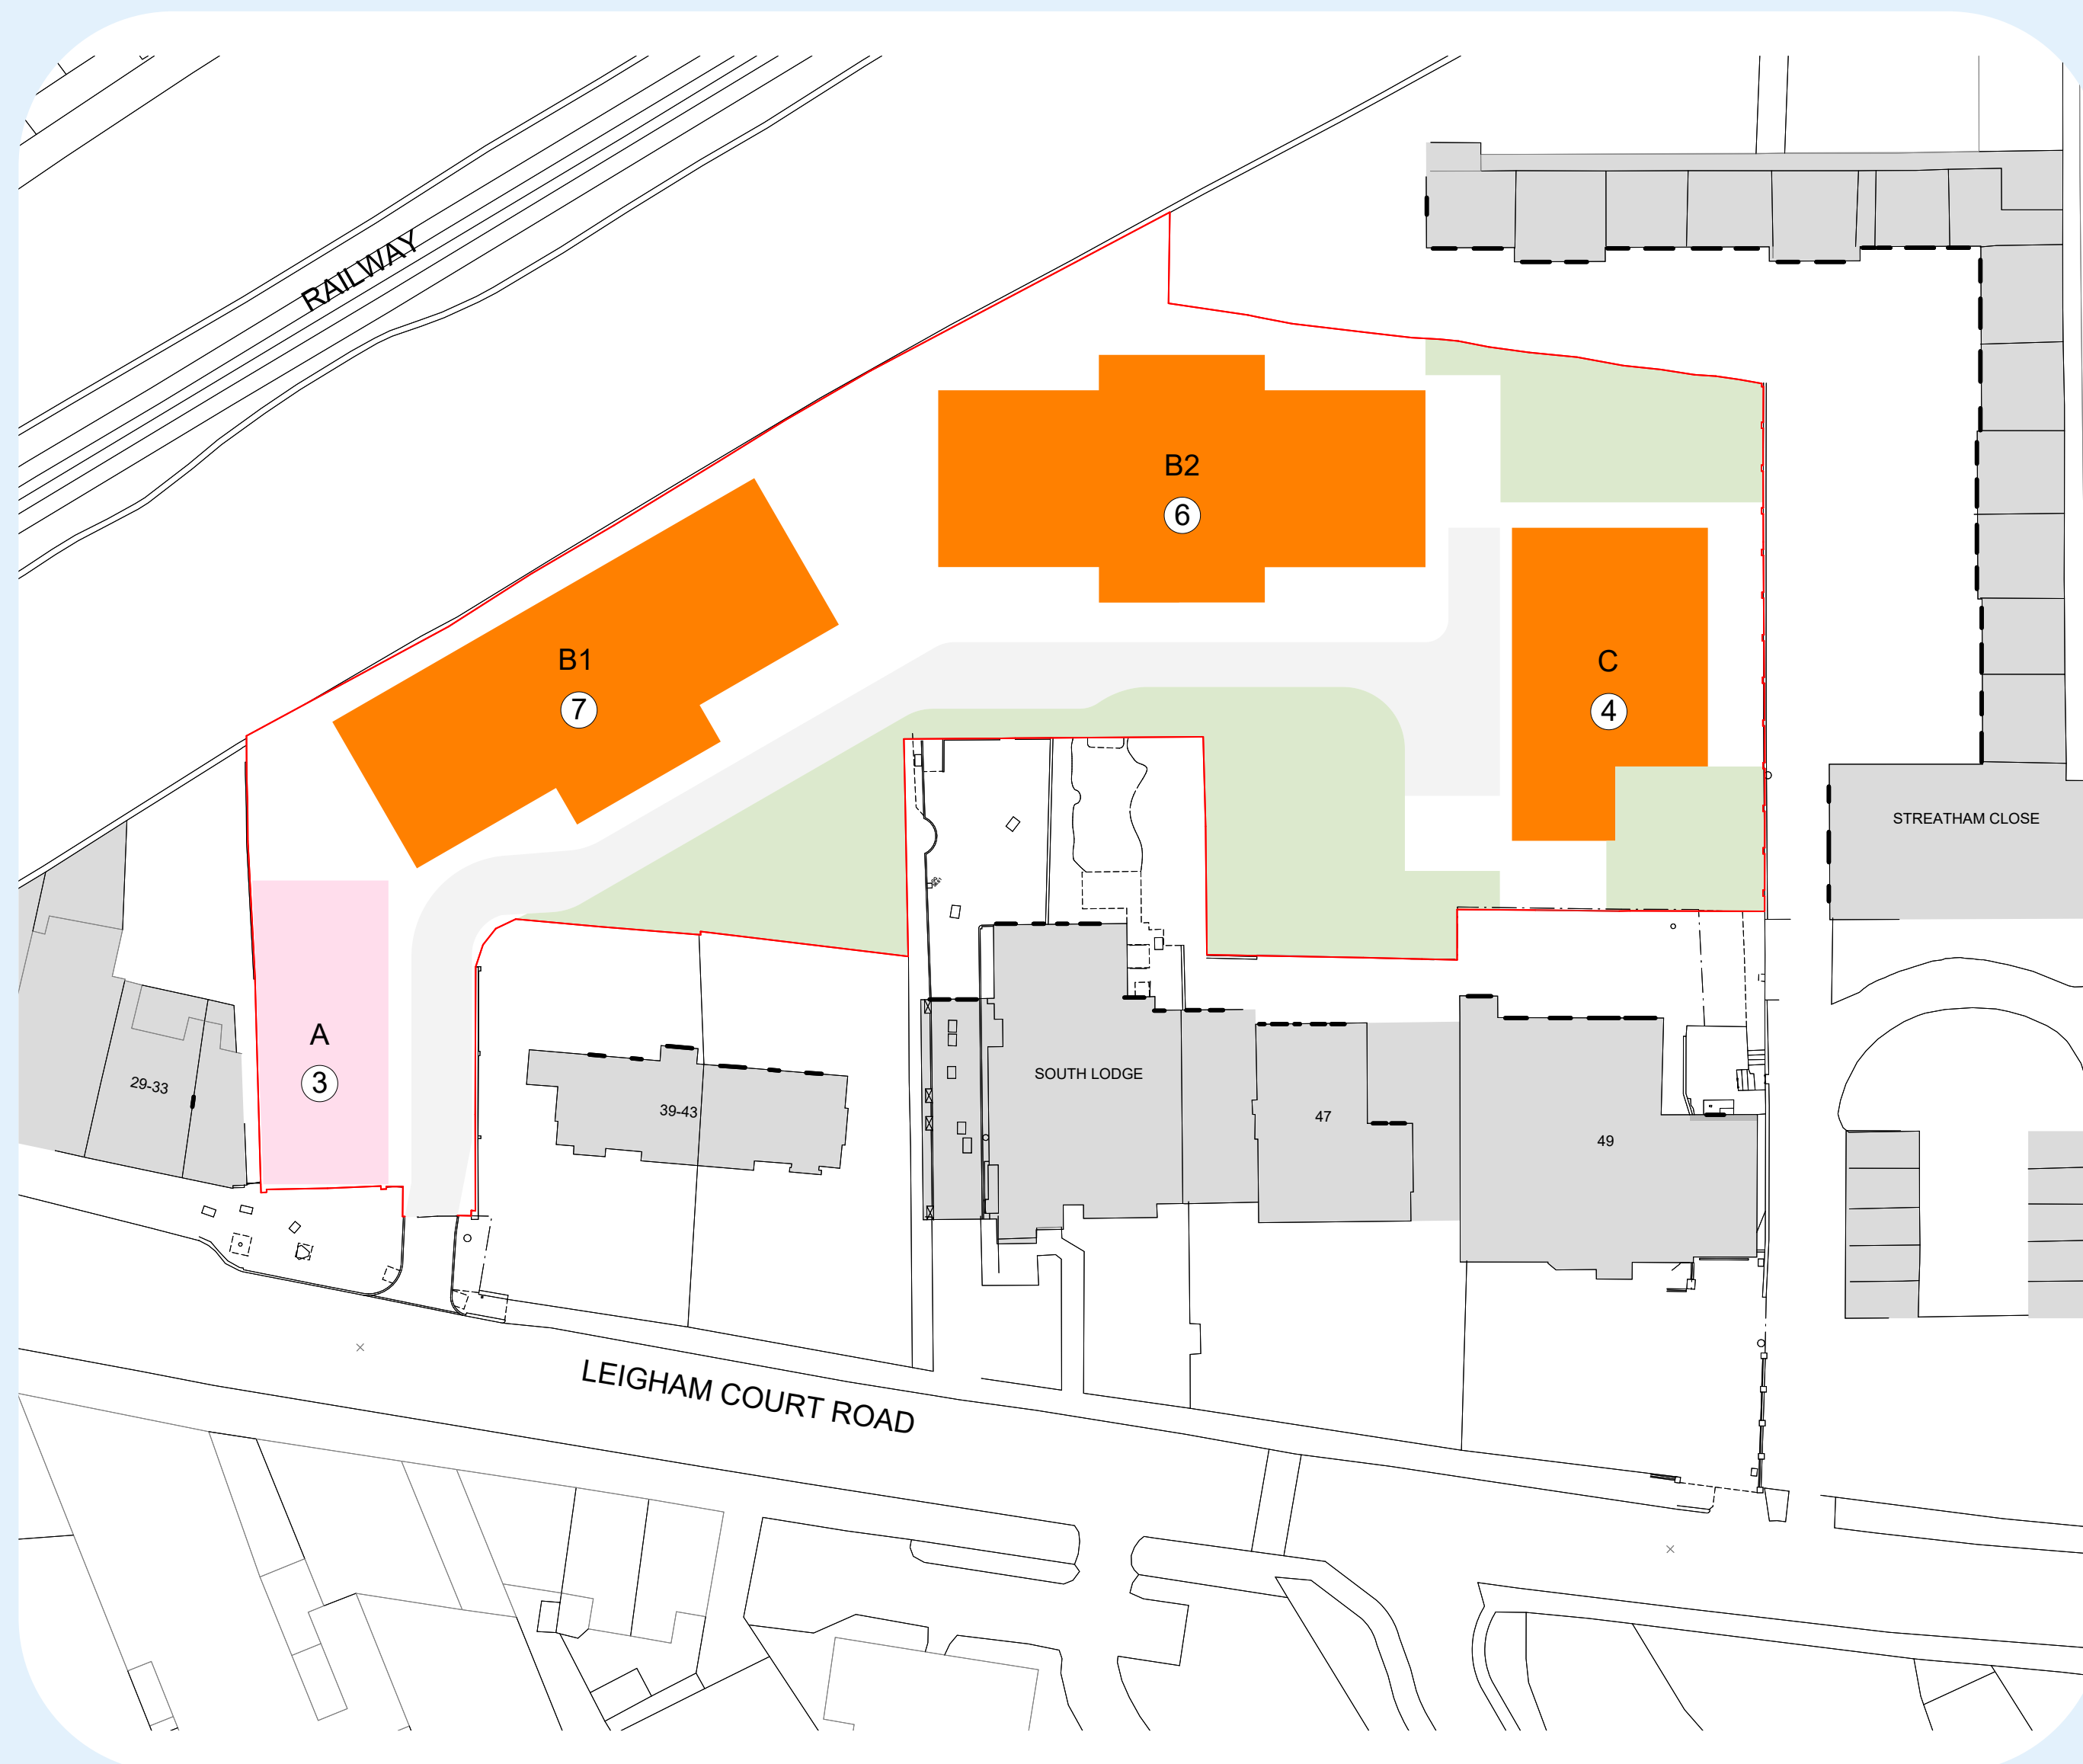 RAILWAY
B2
6
B1
7
C
4
STREATHAM CLOSE
A
3
29-33
39-43
SOUTH LODGE
47
49
LEIGHAM COURT ROAD